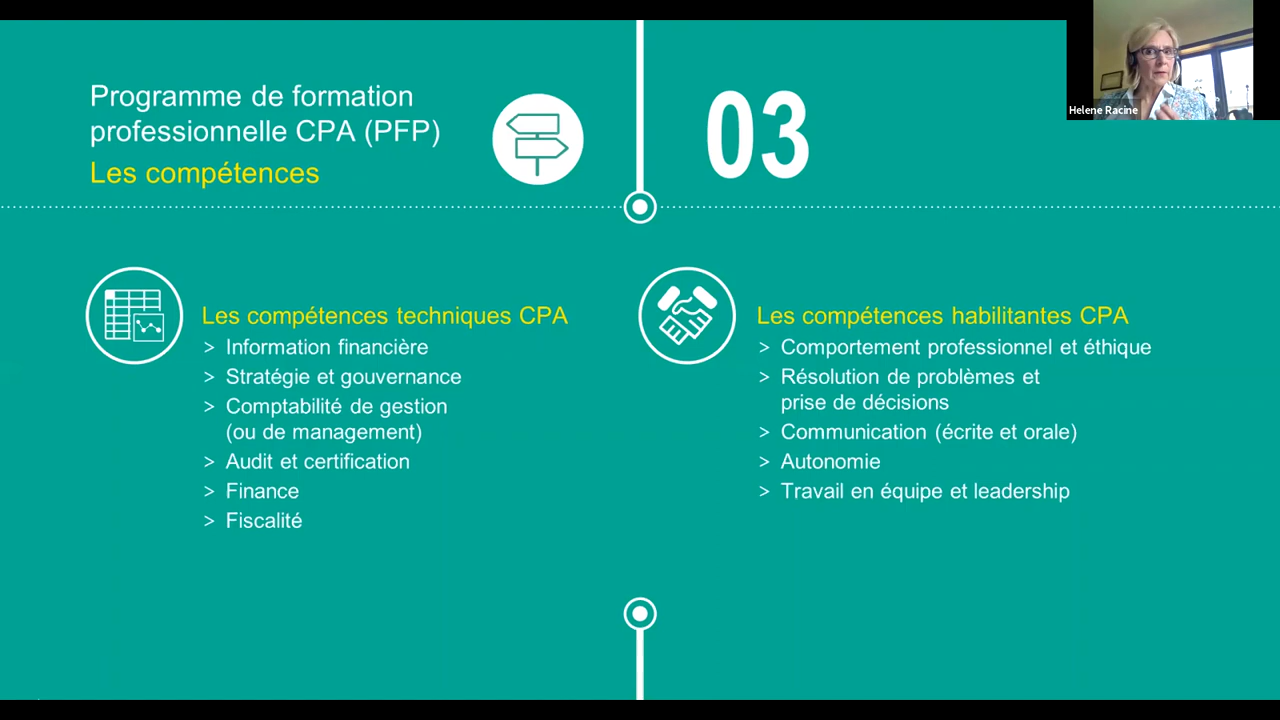 Programme de formation
professionnelle CPA (PFP)
Les compétences
03
Helene Racine
Les compétences techniques CPA
> Information financière
> Stratégie et gouvernance
> Comptabilité de gestion
(ou de management)
> Audit et certification
> Finance
> Fiscalité
Les compétences habilitantes CPA
> Comportement professionnel et éthique
> Résolution de problèmes et
prise de décisions
> Communication (écrite et orale)
> Autonomie
> Travail en équipe et leadership